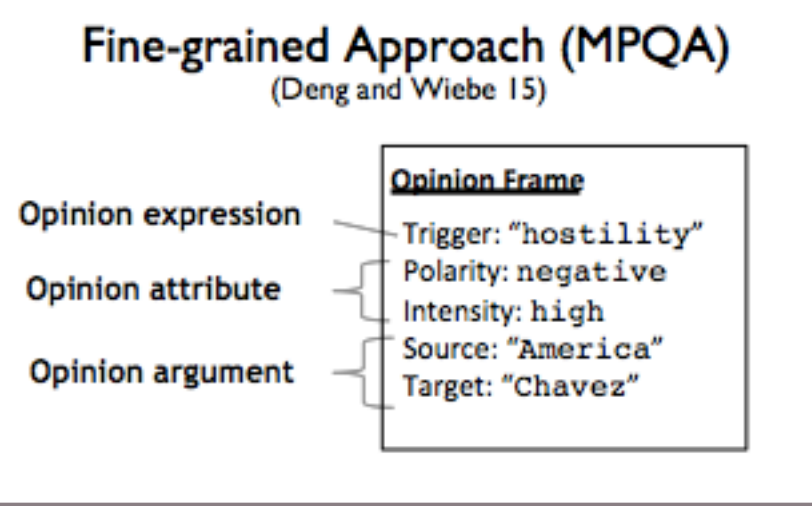 Fine-grained Approach (MPQA)
(Deng and Wiebe 15)
Opinion Frame
Opinion expression
Trigger: "hostility"
Opinion attribute
Polarity: negative
Intensity: high
Opinion argument
Source: "America"
Target: "Chavez"